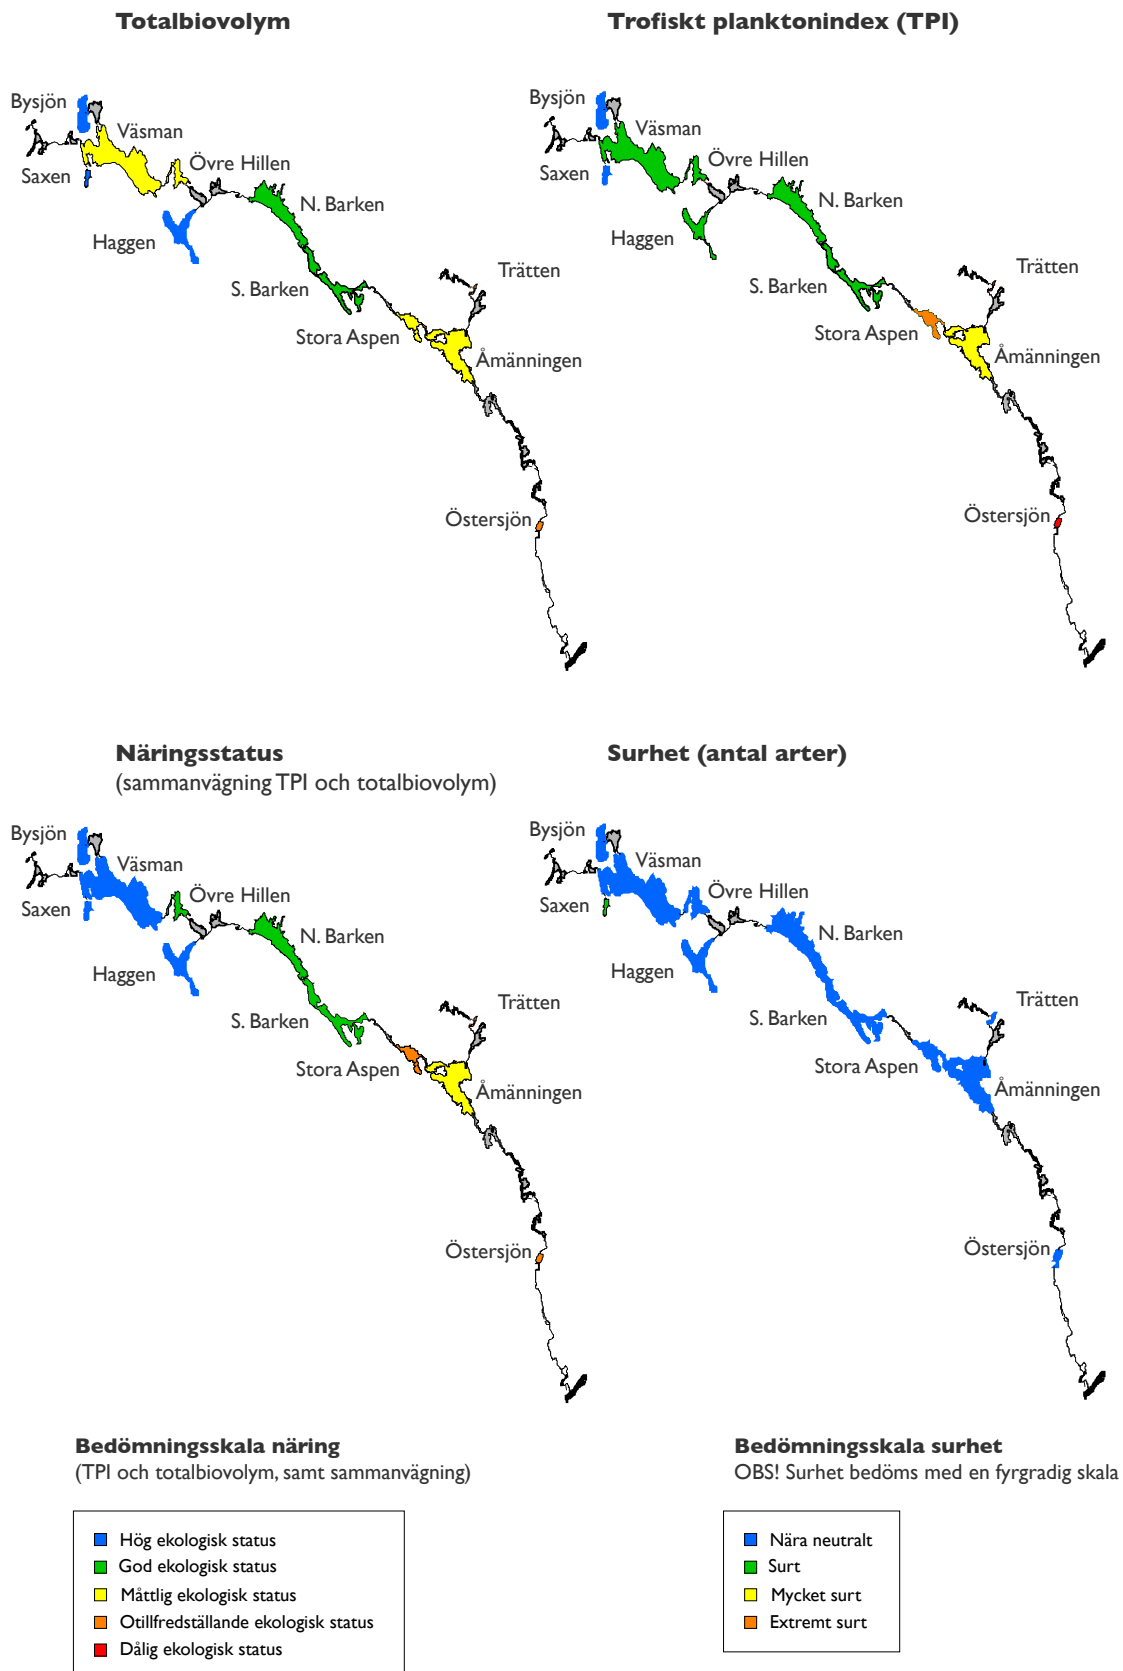 Totalbiovolym
Bysjön
Väsman
Saxen
Övre Hillen
N. Barken
Haggen
S. Barken
Trätten
Stora Aspen
Åmänningen
Östersjön
Trofiskt planktonindex (TPI)
Bysjön
Väsman
Saxen
Övre Hillen
N. Barken
Haggen
S. Barken
Trätten
Stora Aspen
Åmänningen
Östersjön
Näringsstatus
(sammanvägning TPI och totalbiovolym)
Bysjön
Väsman
Saxen
Övre Hillen
N. Barken
Haggen
S. Barken
Trätten
Stora Aspen
Åmänningen
Östersjön
Surhet (antal arter)
Bysjön
Väsman
Saxen
Övre Hillen
N. Barken
Haggen
S. Barken
Trätten
Stora Aspen
Åmänningen
Östersjön
Bedömningsskala näring
(TPI och totalbiovolym, samt sammanvägning)
Hög ekologisk status
God ekologisk status
Måttlig ekologisk status
Otillfredställande ekologisk status
Dålig ekologisk status
Bedömningsskala surhet
OBS! Surhet bedöms med en fyrgradig skala
Nära neutralt
Surt
Mycket surt
Extremt surt